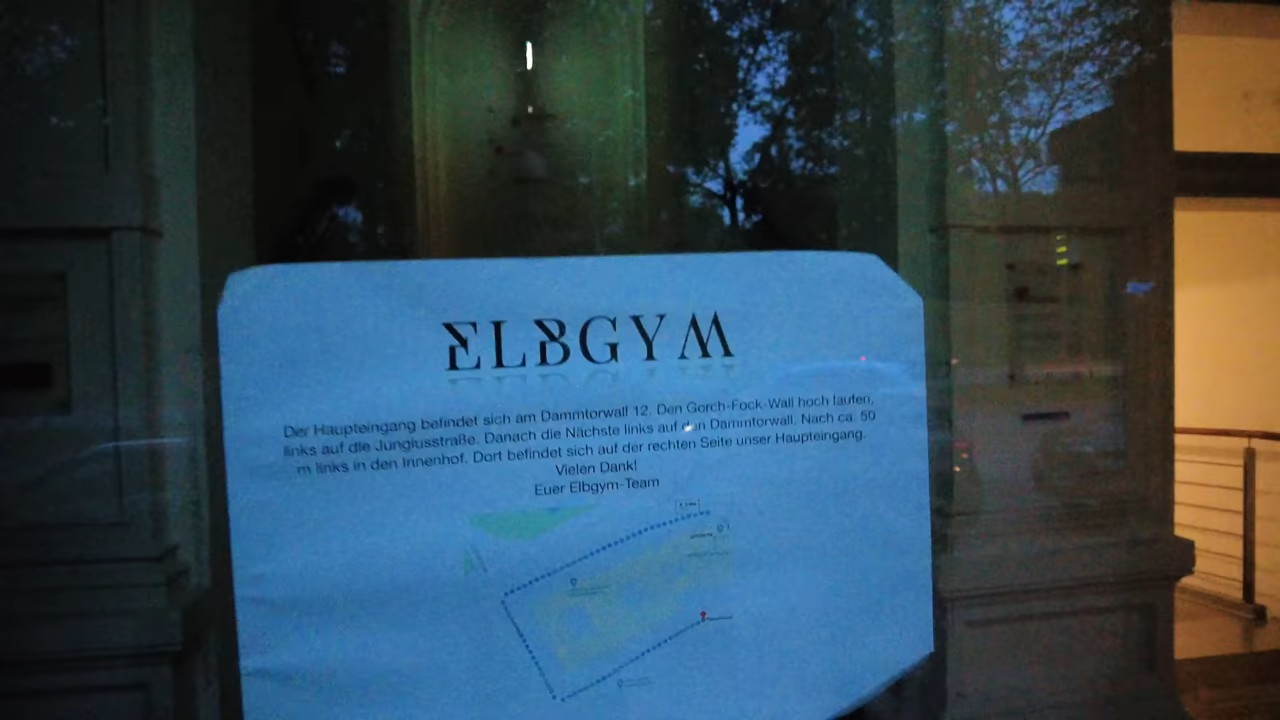 ELBGYM
Der Haupteingang befindet sich am Dammtorwall 12. Den Gorch-Fock-Wall hoch laufen,
links auf die Jungiusstraße. Danach die Nächste links auf den Dammtorwall. Nach ca. 50
m links in den Innenhof. Dort befindet sich auf der rechten Seite unser Haupteingang.
Vielen Dank!
Euer Elbgym-Team